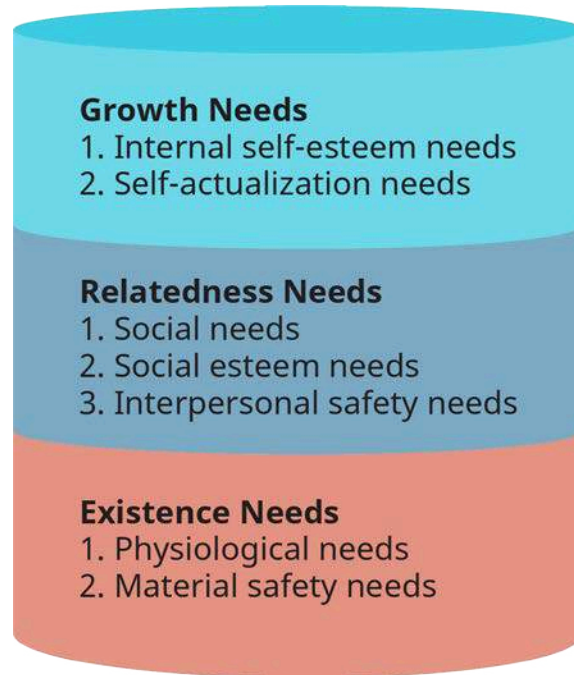 Growth Needs
1. Internal self-esteem needs
2. Self-actualization needs
Relatedness Needs
1. Social needs
2. Social esteem needs
3. Interpersonal safety needs
Existence Needs
1. Physiological needs
2. Material safety needs